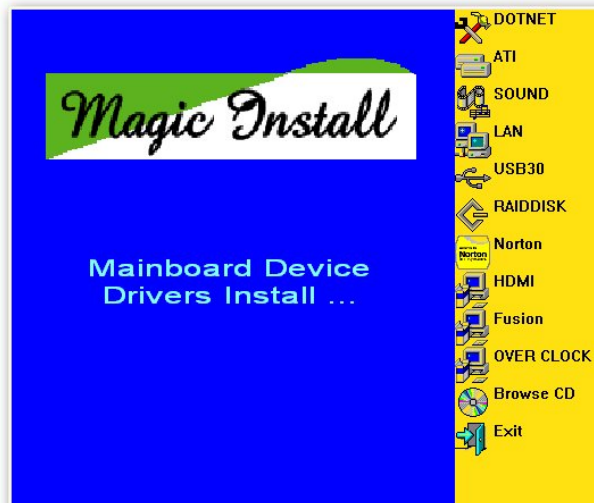 Magic Install
Mainboard Device
Drivers Install ...
DOTNET
ATI
SOUND
LAN
USB30
RAIDDISK
Norton
Norton
HDMI
Fusion
OVER CLOCK
Browse CD
Exit